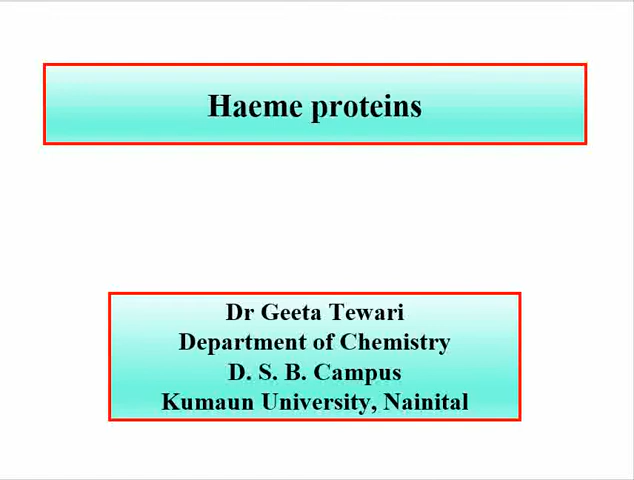 Haeme proteins
Dr Geeta Tewari
Department of Chemistry
D. S. B. Campus
Kumaun University, Nainital